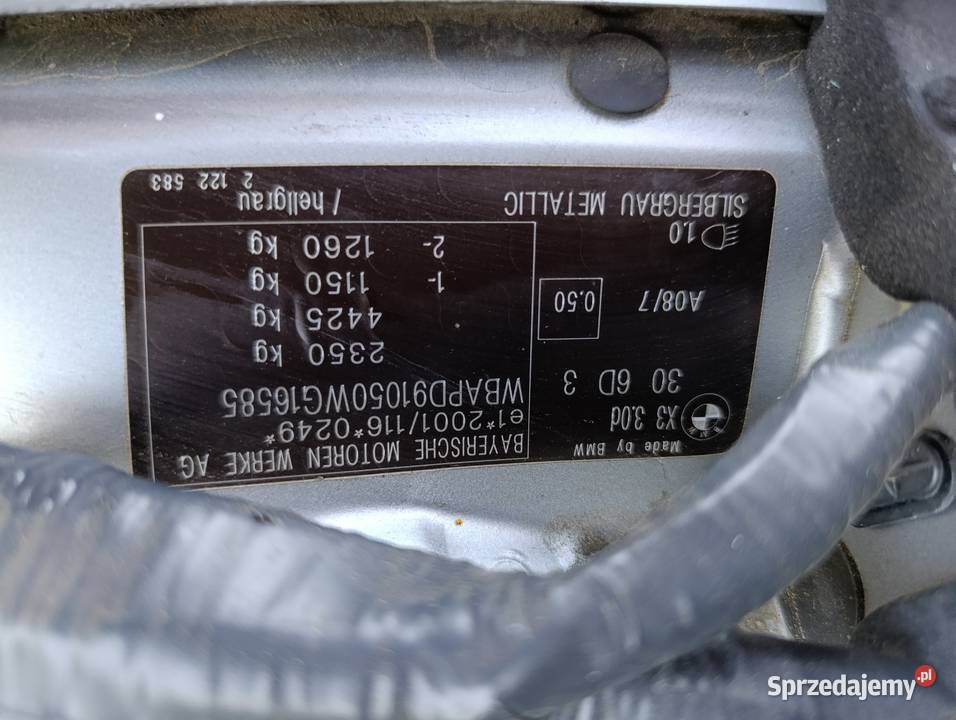 BAYERISCHE MOTOREN WERKE AG
e1*2001/116*0249*
WBAPD91050WG16585
2350 kg
4425 kg
1- 1150 kg
2- 1260 kg
Made by BMW
X3 3.0d
30 6D 3
A08/7 0.50
1.0
SILBERGRAU METALLIC / hellgrau
2 122 583
Sprzedajemy.pl